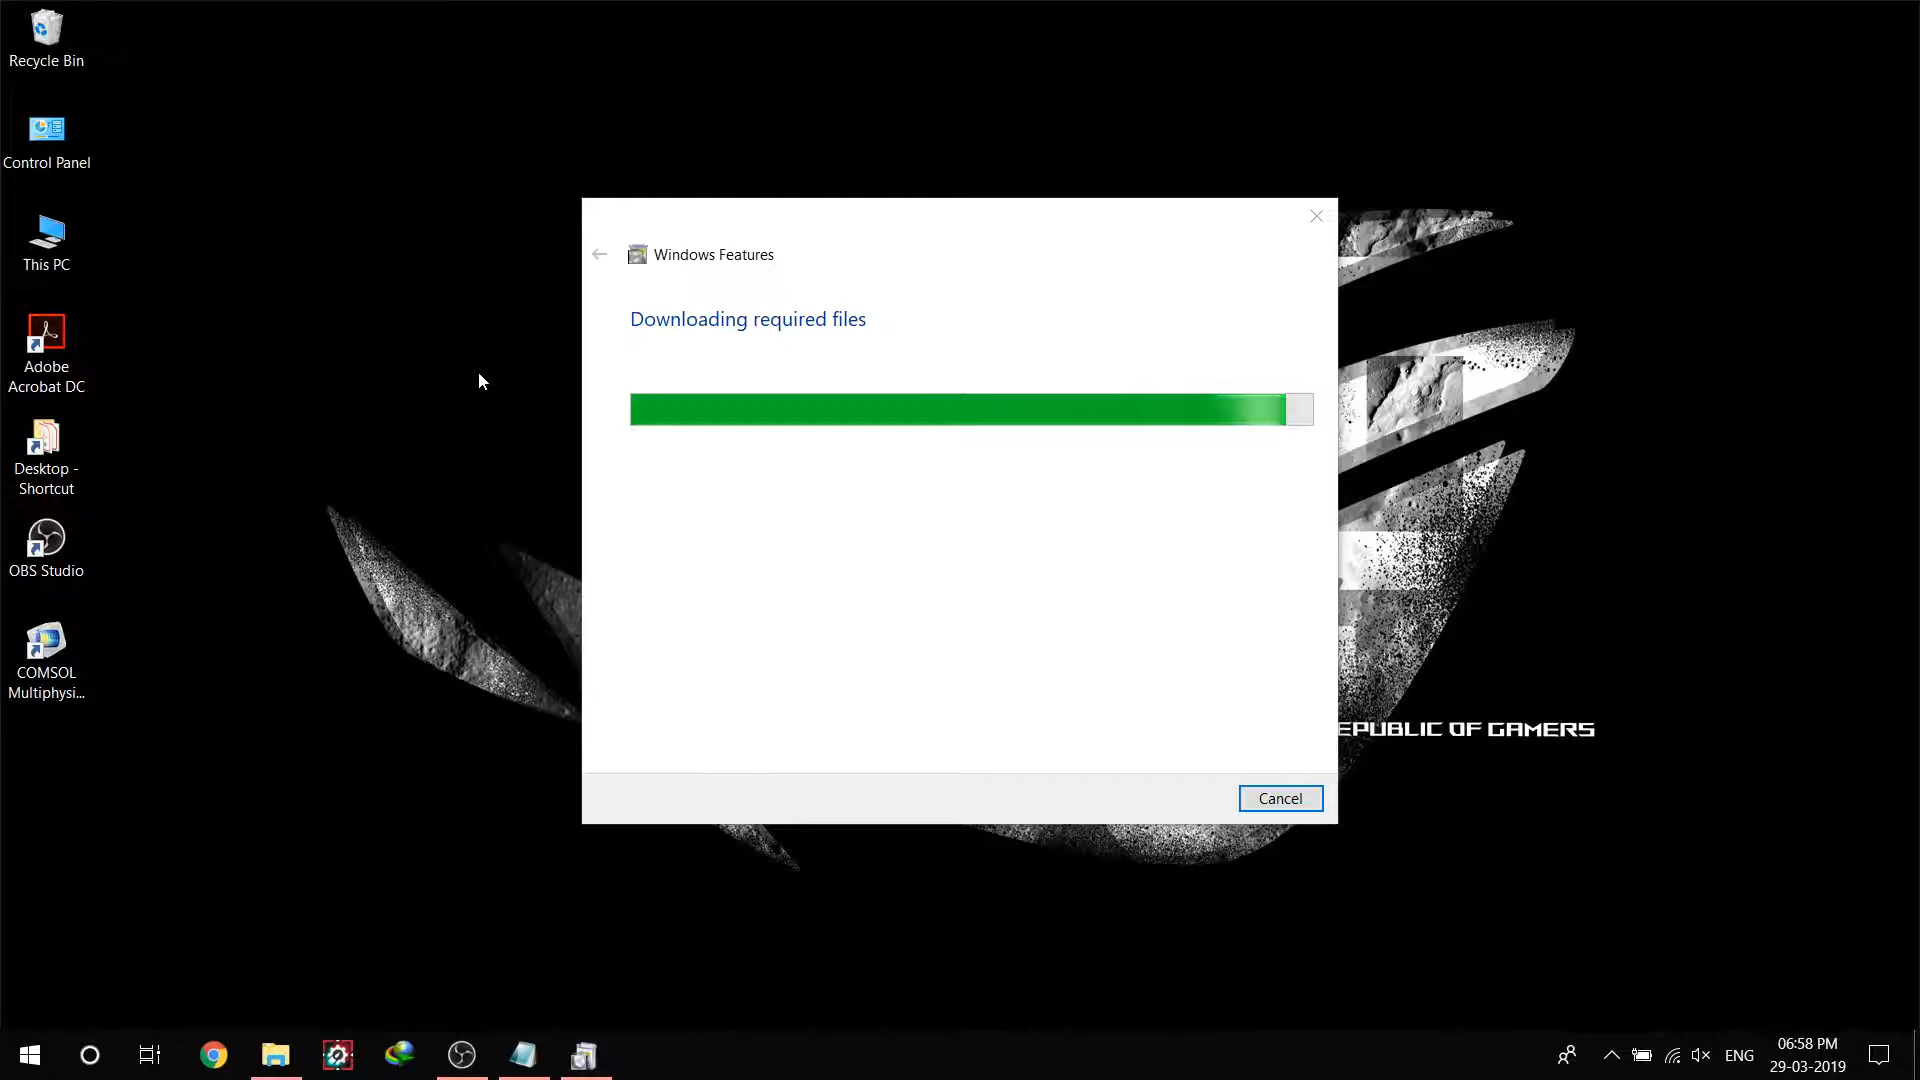 Recycle Bin
Control Panel
This PC
Adobe
Acrobat DC
Desktop -
Shortcut
OBS Studio
COMSOL
Multiphysi...
Windows Features
Downloading required files
Cancel
EPUBLIC OF GAMERS
ENG
06:58 PM
29-03-2019